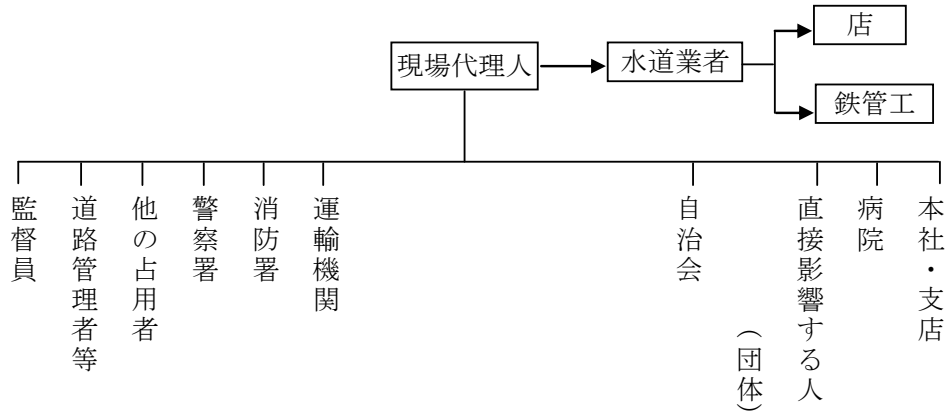 現場代理人
水道業者
店
鉄管工
監督員
道路管理者等
他の占用者
警察署
消防署
運輸機関
自治会
直接影響する人
（団体）
病院
本社・支店